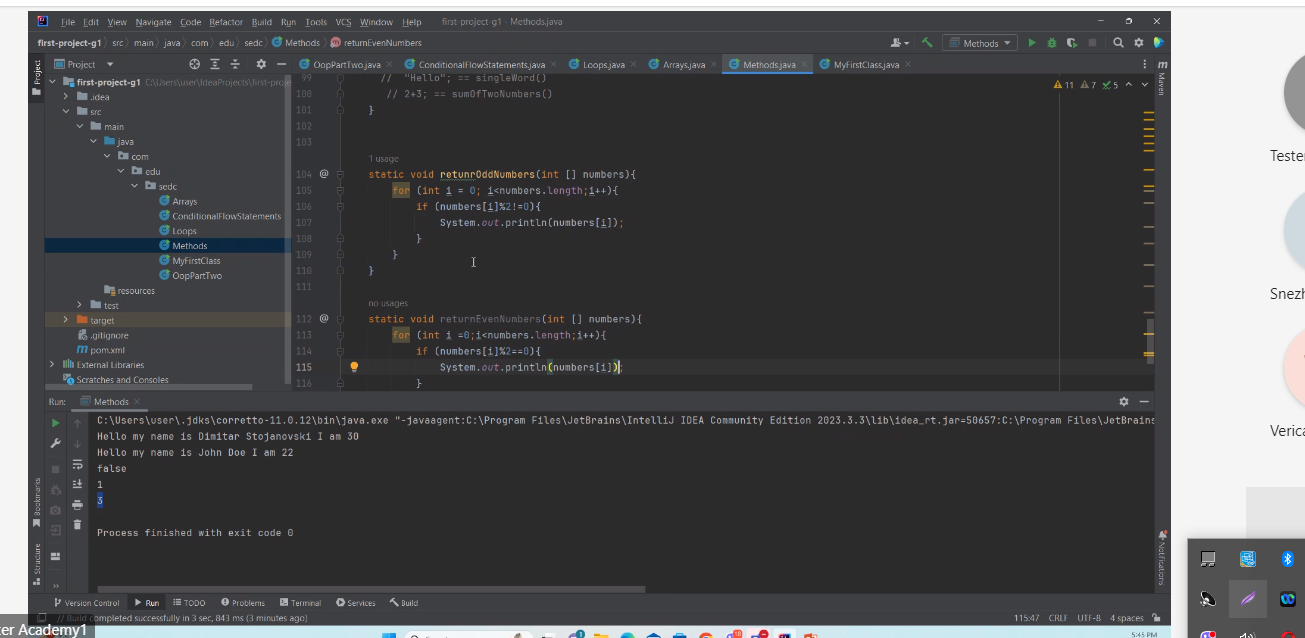 File Edit View Navigate Code Refactor Build Run Tools VCS Window Help first-project-g1 - Methods.java
first-project-g1 src main java com edu sedc Methods returnEvenNumbers Methods
Project
Project
OopPartTwo.java ConditionalFlowStatements.java Loops.java Arrays.java Methods.java MyFirstClass.java
Maven
first-project-g1 C:\Users\user\IdeaProjects\first-proje
.idea
src
main
java
com
edu
sedc
Arrays
ConditionalFlowStatements
Loops
Methods
MyFirstClass
OopPartTwo
resources
test
target
.gitignore
pom.xml
External Libraries
Scratches and Consoles
11 7 5
99 // "Hello"; == singleWord()
100 // 2+3; == sumOfTwoNumbers()
101 }
102
103
1 usage
104 @ static void retunrOddNumbers(int [] numbers){
105 for (int i = 0; i<numbers.length;i++){
106 if (numbers[i]%2!=0){
107 System.out.println(numbers[i]);
108 }
109 }
110 }
111
no usages
112 @ static void returnEvenNumbers(int [] numbers){
113 for (int i =0;i<numbers.length;i++){
114 if (numbers[i]%2==0){
115 System.out.println(numbers[i]);
116 }
Run: Methods
C:\Users\user\.jdks\corretto-11.0.12\bin\java.exe "-javaagent:C:\Program Files\JetBrains\IntelliJ IDEA Community Edition 2023.3.3\lib\idea_rt.jar=50657:C:\Program Files\JetBrains
Hello my name is Dimitar Stojanovski I am 30
Hello my name is John Doe I am 22
false
1
3
Process finished with exit code 0
Bookmarks
Structure
Notifications
Version Control Run TODO Problems Terminal Services Build
// Build completed successfully in 3 sec, 843 ms (3 minutes ago) 115:47 CRLF UTF-8 4 spaces
ter Academy1
5:45 PM
Tester
Snezh
Verica